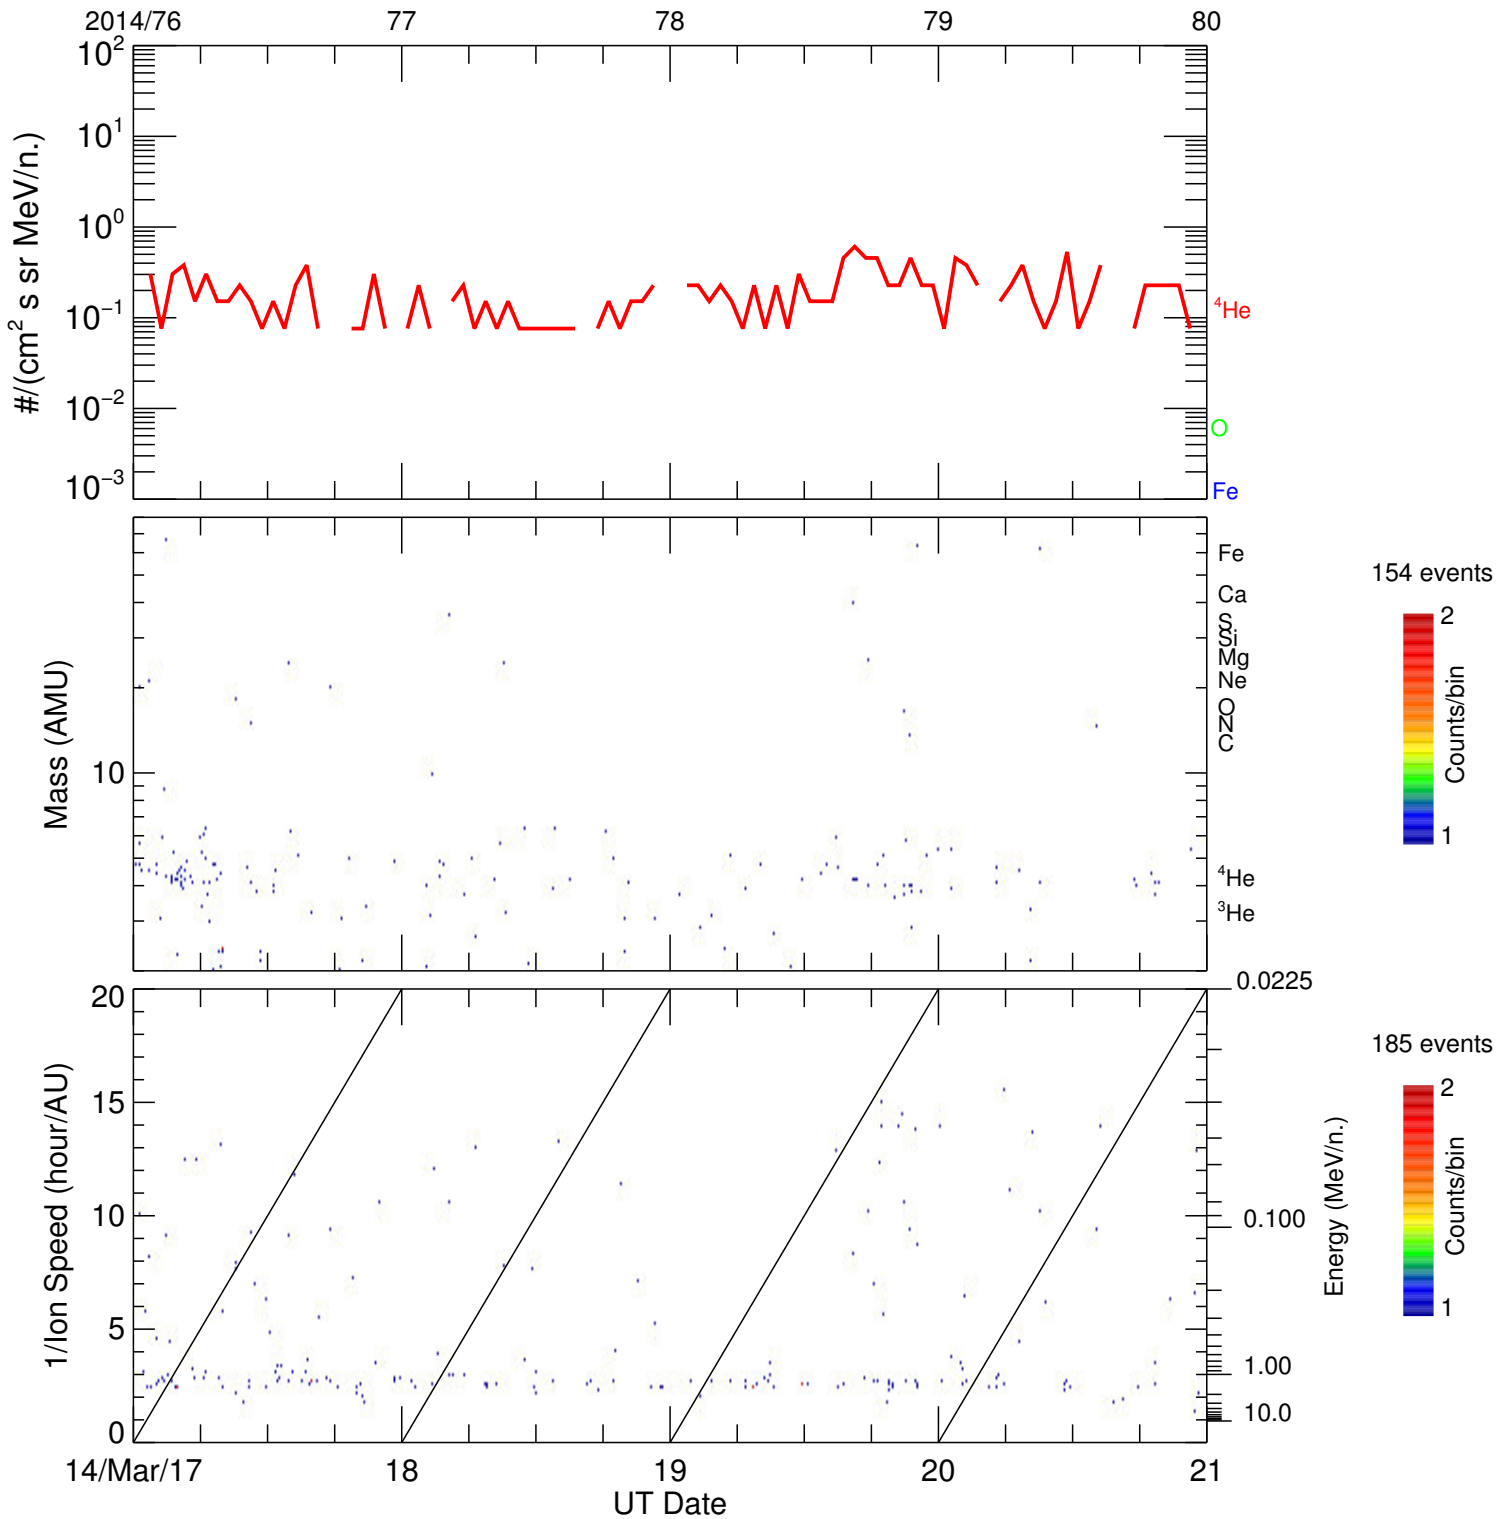 2014/76 77 78 79 80
#/(cm² s sr MeV/n.)
10²
10¹
10⁰
10⁻¹
10⁻²
10⁻³
⁴He
O
Fe
Mass (AMU)
10
Fe
Ca
S
Si
Mg
Ne
O
N
C
⁴He
³He
154 events
2
Counts/bin
1
1/Ion Speed (hour/AU)
20
15
10
5
0
0.0225
0.100
1.00
10.0
Energy (MeV/n.)
185 events
2
Counts/bin
1
14/Mar/17 18 19 20 21
UT Date